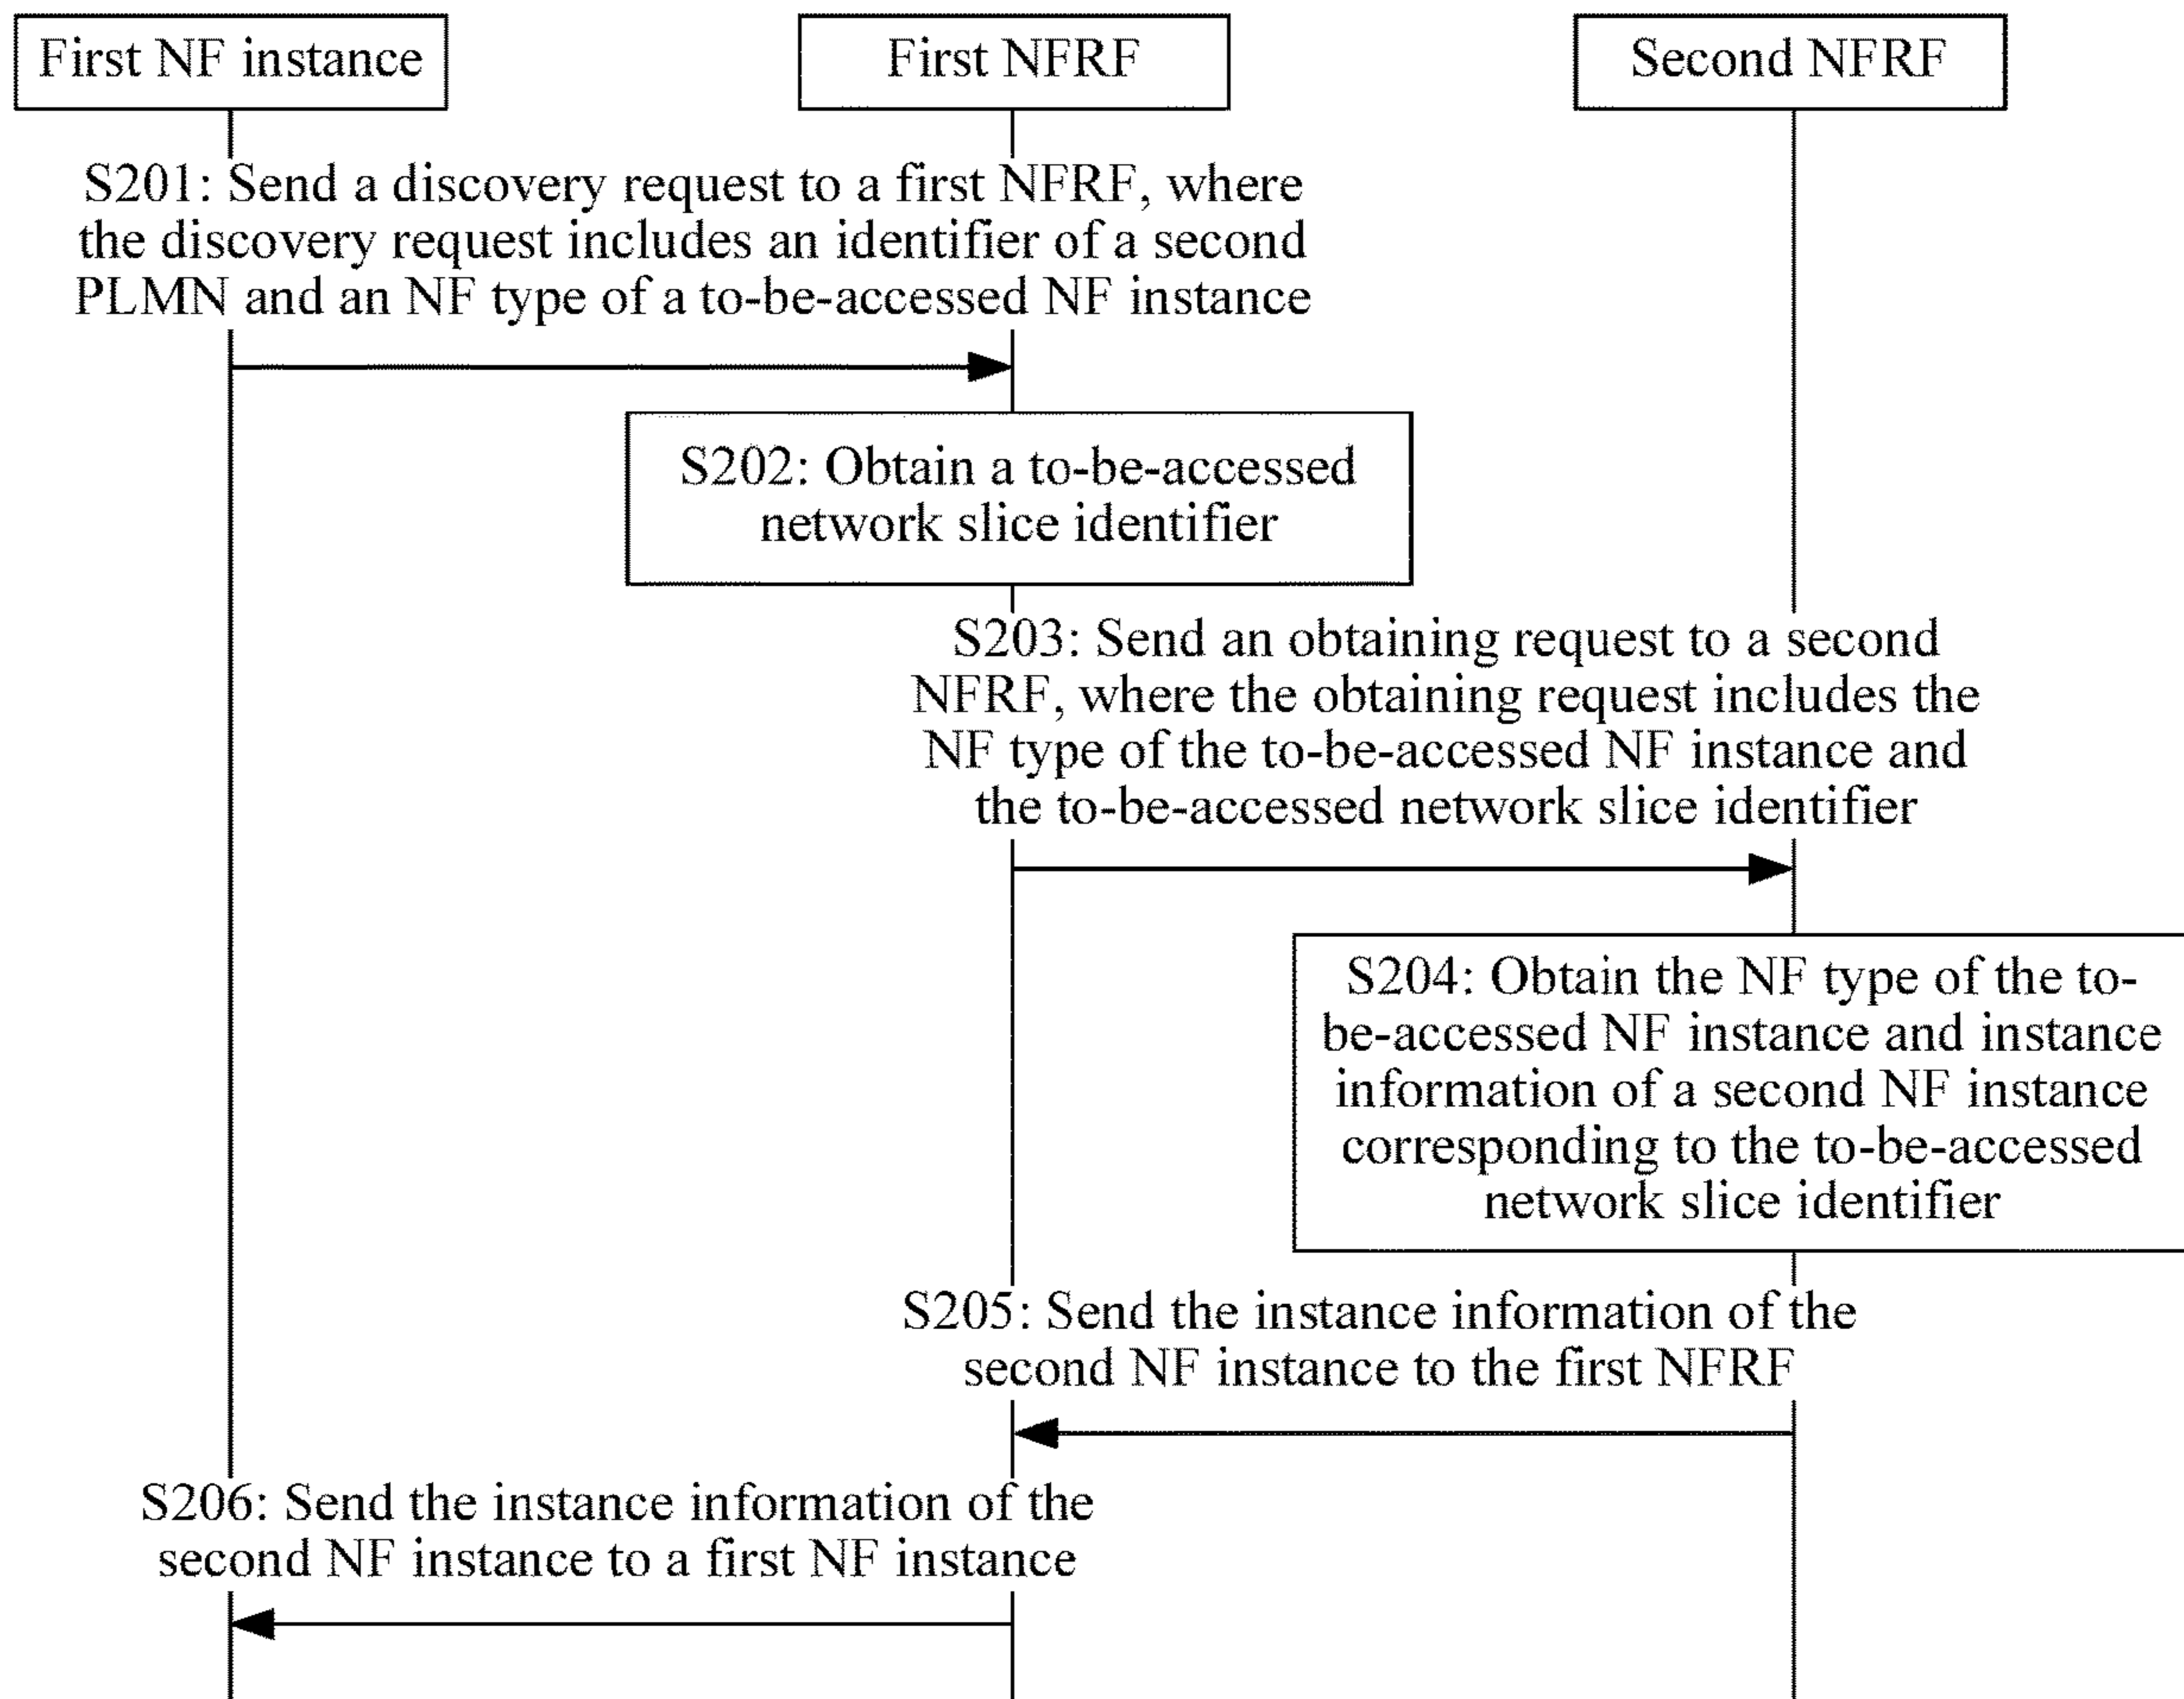 First NF instance
First NFRF
Second NFRF
S201: Send a discovery request to a first NFRF, where
the discovery request includes an identifier of a second
PLMN and an NF type of a to-be-accessed NF instance
S202: Obtain a to-be-accessed
network slice identifier
S203: Send an obtaining request to a second
NFRF, where the obtaining request includes the
NF type of the to-be-accessed NF instance and
the to-be-accessed network slice identifier
S204: Obtain the NF type of the to-
be-accessed NF instance and instance
information of a second NF instance
corresponding to the to-be-accessed
network slice identifier
S205: Send the instance information of the
second NF instance to the first NFRF
S206: Send the instance information of the
second NF instance to a first NF instance